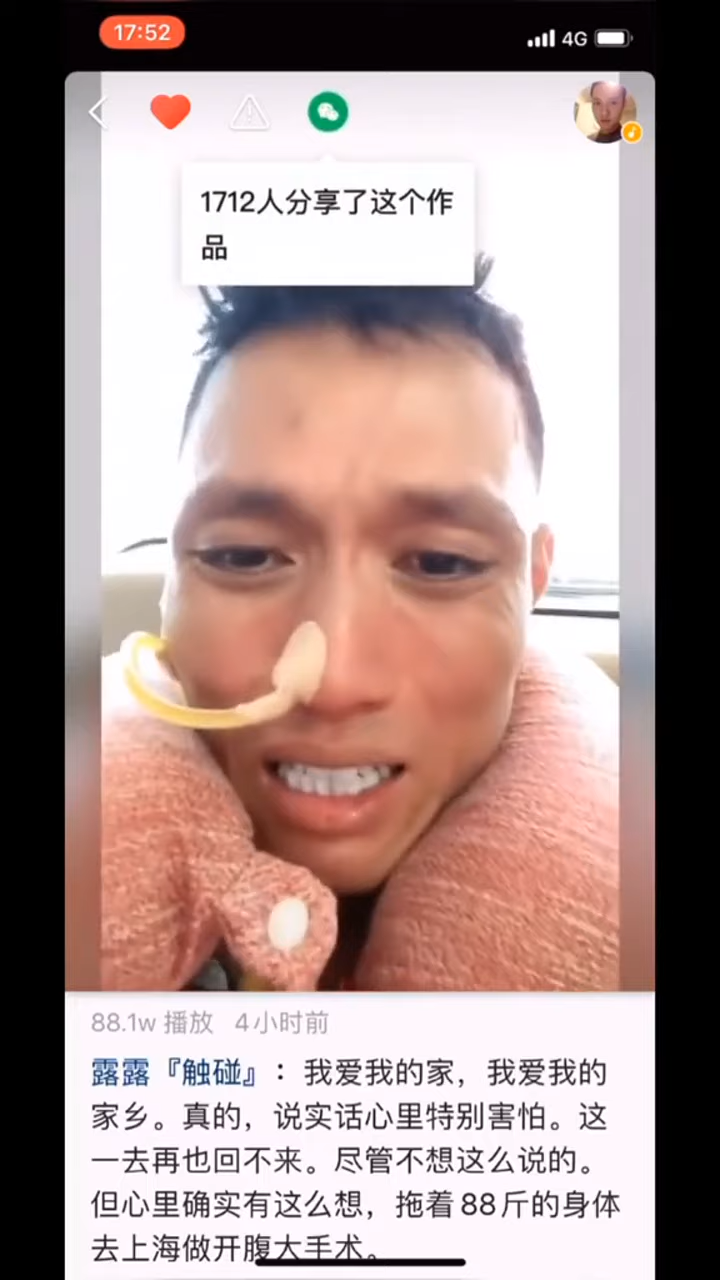 17:52
4G
1712人分享了这个作
品
88.1w 播放 4小时前
露露『触碰』：我爱我的家，我爱我的
家乡。真的，说实话心里特别害怕。这
一去再也回不来。尽管不想这么说的。
但心里确实有这么想，拖着88斤的身体
去上海做开腹大手术。